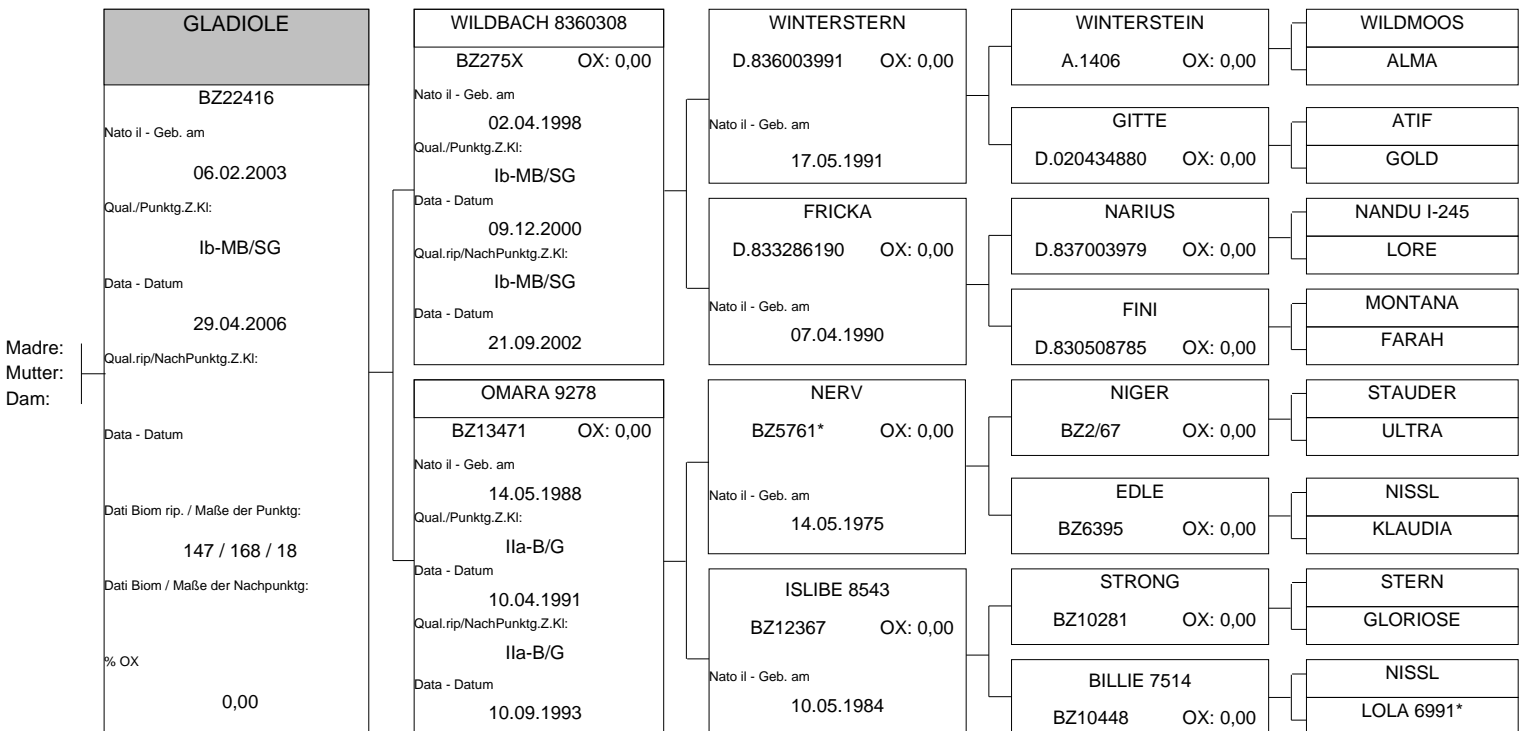 Madre:
Mutter:
Dam:
GLADIOLE
BZ22416
Nato il - Geb. am
06.02.2003
Qual./Punktg.Z.Kl:
Ib-MB/SG
Data - Datum
29.04.2006
Qual.rip/NachPunktg.Z.Kl:
Data - Datum
Dati Biom rip. / Maße der Punktg:
147 / 168 / 18
Dati Biom / Maße der Nachpunktg:
% OX
0,00
WILDBACH 8360308
BZ275X OX: 0,00
Nato il - Geb. am
02.04.1998
Qual./Punktg.Z.Kl:
Ib-MB/SG
Data - Datum
09.12.2000
Qual.rip/NachPunktg.Z.Kl:
Ib-MB/SG
Data - Datum
21.09.2002
OMARA 9278
BZ13471 OX: 0,00
Nato il - Geb. am
14.05.1988
Qual./Punktg.Z.Kl:
IIa-B/G
Data - Datum
10.04.1991
Qual.rip/NachPunktg.Z.Kl:
IIa-B/G
Data - Datum
10.09.1993
WINTERSTERN
D.836003991 OX: 0,00
Nato il - Geb. am
17.05.1991
FRICKA
D.833286190 OX: 0,00
Nato il - Geb. am
07.04.1990
NERV
BZ5761* OX: 0,00
Nato il - Geb. am
14.05.1975
ISLIBE 8543
BZ12367 OX: 0,00
Nato il - Geb. am
10.05.1984
WINTERSTEIN
A.1406 OX: 0,00
GITTE
D.020434880 OX: 0,00
NARIUS
D.837003979 OX: 0,00
FINI
D.830508785 OX: 0,00
NIGER
BZ2/67 OX: 0,00
EDLE
BZ6395 OX: 0,00
STRONG
BZ10281 OX: 0,00
BILLIE 7514
BZ10448 OX: 0,00
WILDMOOS
ALMA
ATIF
GOLD
NANDU I-245
LORE
MONTANA
FARAH
STAUDER
ULTRA
NISSL
KLAUDIA
STERN
GLORIOSE
NISSL
LOLA 6991*